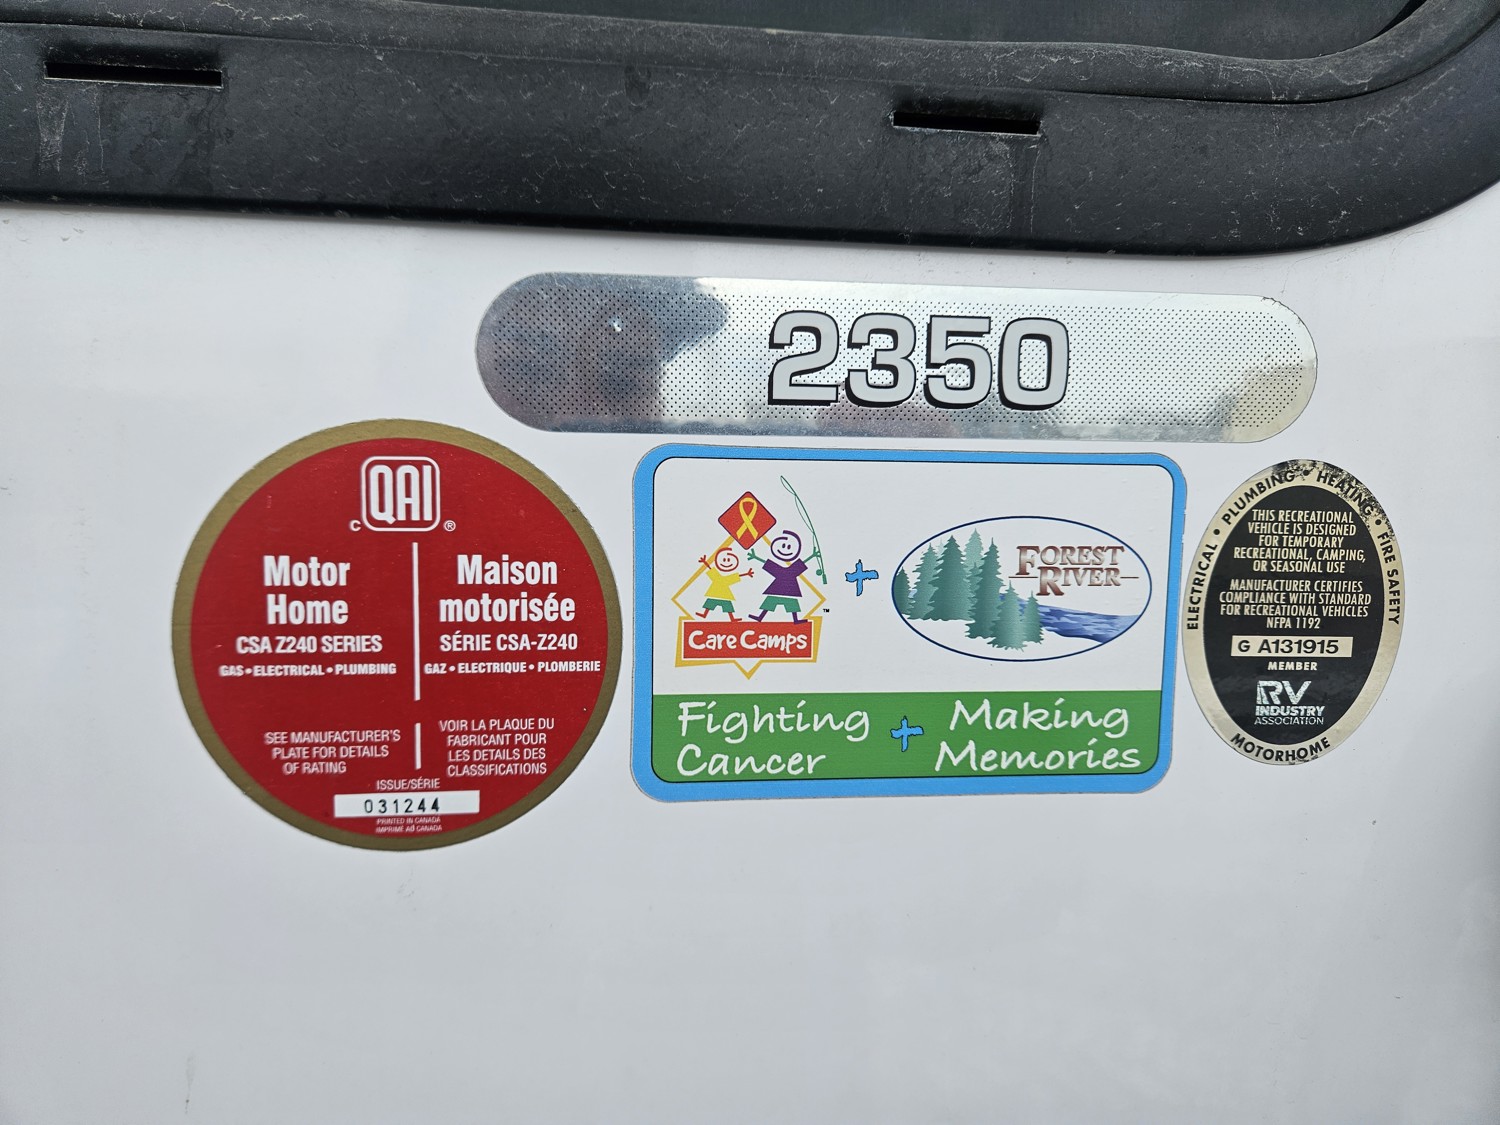 2350
C QAI ®
Motor
Home
CSA Z240 SERIES
GAS • ELECTRICAL • PLUMBING
SEE MANUFACTURER'S
PLATE FOR DETAILS
OF RATING
Maison
motorisée
SÉRIE CSA-Z240
GAZ • ELECTRIQUE • PLOMBERIE
VOIR LA PLAQUE DU
FABRICANT POUR
LES DETAILS DES
CLASSIFICATIONS
ISSUE/SÉRIE
031244
PRINTED IN CANADA
IMPRIMÉ AU CANADA
Care Camps ™
+
FOREST
RIVER
Fighting
Cancer
+
Making
Memories
ELECTRICAL • PLUMBING • HEATING • FIRE SAFETY
THIS RECREATIONAL
VEHICLE IS DESIGNED
FOR TEMPORARY
RECREATIONAL, CAMPING,
OR SEASONAL USE
MANUFACTURER CERTIFIES
COMPLIANCE WITH STANDARD
FOR RECREATIONAL VEHICLES
NFPA 1192
G A131915
MEMBER
RV
INDUSTRY
ASSOCIATION
MOTORHOME